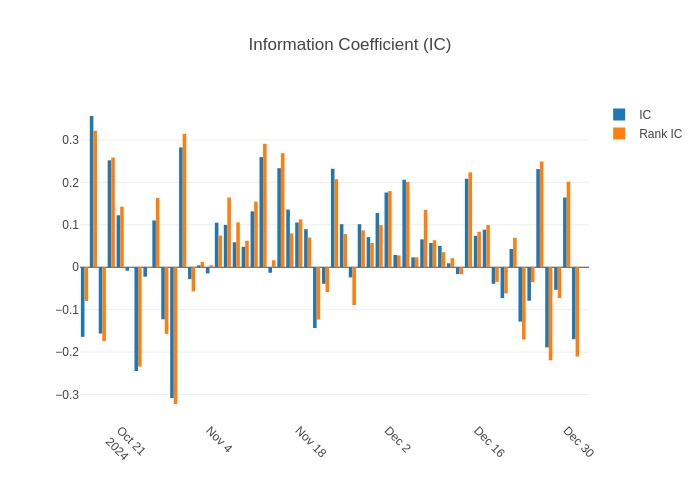 Information Coefficient (IC)
IC
Rank IC
0.3
0.2
0.1
0
−0.1
−0.2
−0.3
Oct 21
2024
Nov 4
Nov 18
Dec 2
Dec 16
Dec 30